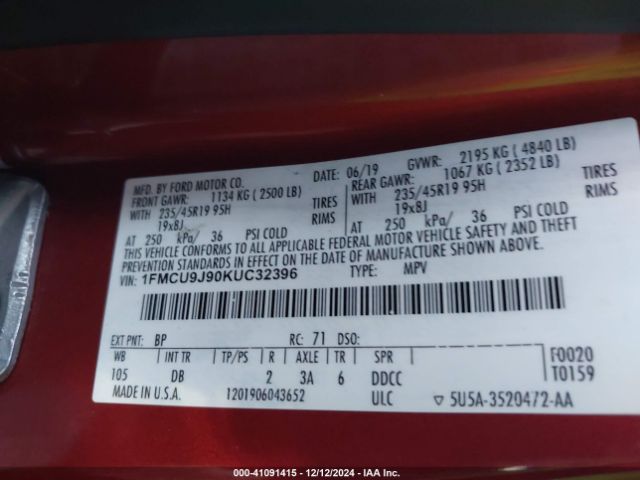 MFD. BY FORD MOTOR CO.
DATE: 06/19 GVWR: 2195 KG ( 4840 LB)
FRONT GAWR: 1134 KG ( 2500 LB) REAR GAWR: 1067 KG ( 2352 LB)
WITH 235/45R19 95H TIRES WITH 235/45R19 95H TIRES
19x8J RIMS 19x8J RIMS
AT 250 kPa/ 36 PSI COLD AT 250 kPa/ 36 PSI COLD
THIS VEHICLE CONFORMS TO ALL APPLICABLE FEDERAL MOTOR VEHICLE SAFETY AND THEFT
PREVENTION STANDARDS IN EFFECT ON THE DATE OF MANUFACTURE SHOWN ABOVE.
VIN: 1FMCU9J90KUC32396 TYPE: MPV
EXT PNT: BP RC: 71 DSO:
WB INT TR TP/PS R AXLE TR SPR F0020
105 DB 2 3A 6 DDCC T0159
MADE IN U.S.A. 1201906043652 ULC ▽ 5U5A-3520472-AA
000-41091415 - 12/12/2024 - IAA Inc.